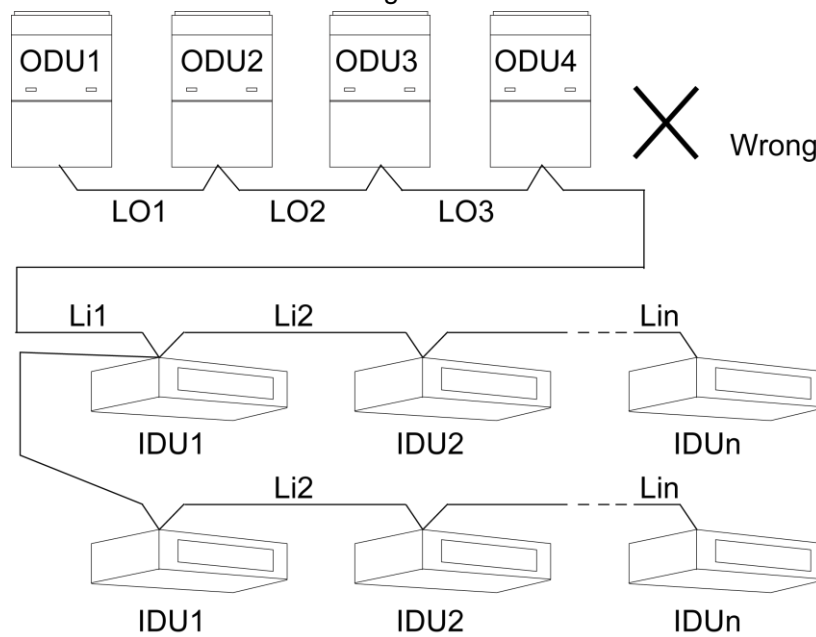 ODU1 ODU2 ODU3 ODU4
Wrong
LO1 LO2 LO3
Li1 Li2 Lin
IDU1 IDU2 IDUn
Li2 Lin
IDU1 IDU2 IDUn